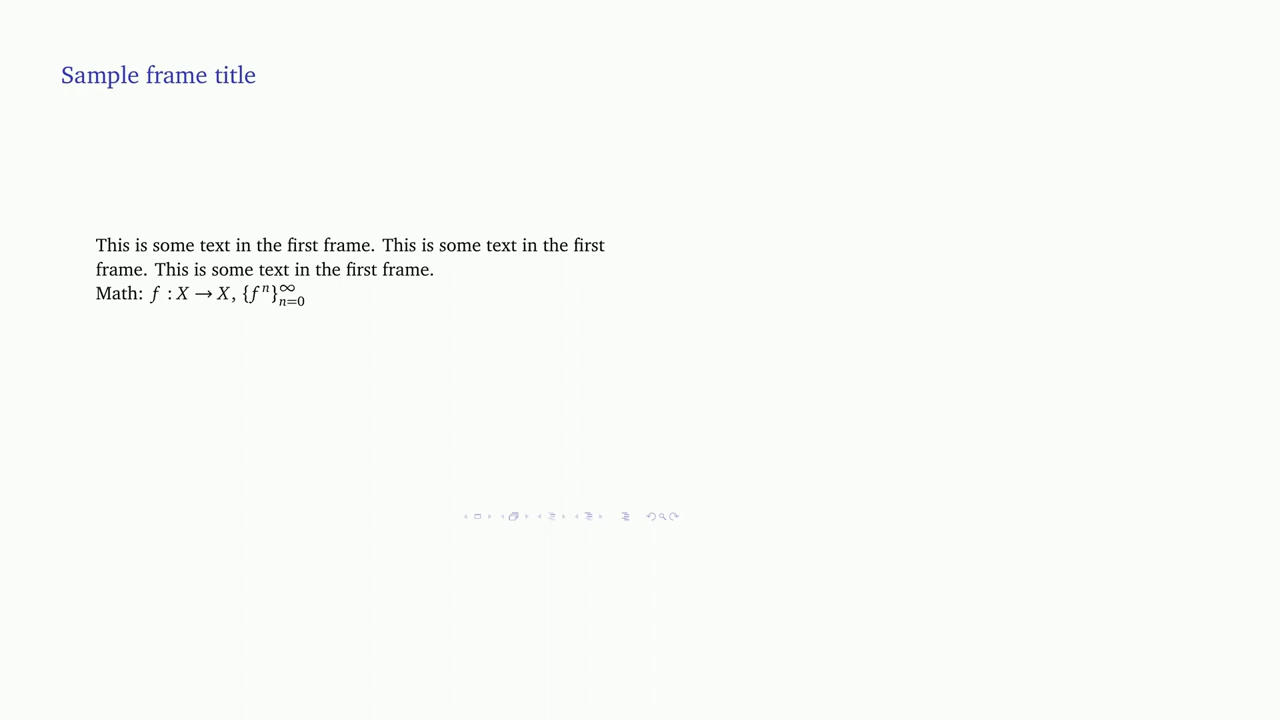 Sample frame title
This is some text in the first frame. This is some text in the first
frame. This is some text in the first frame.
Math: f : X → X, {fⁿ}∞n=0